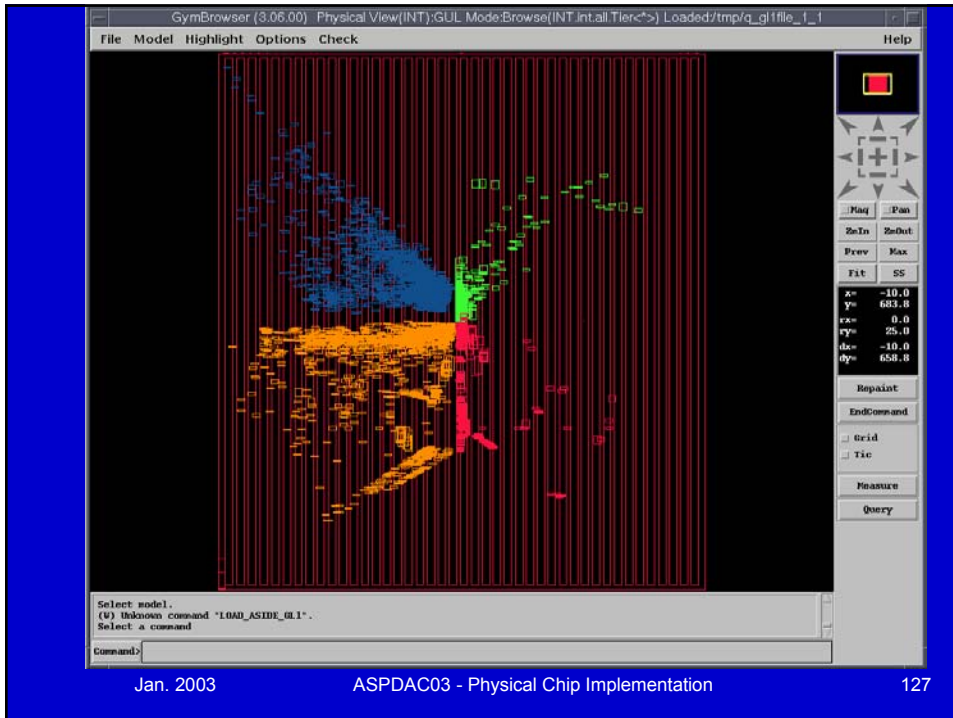 GymBrowser (3.06.00) Physical View(INT):GUL Mode:Browse(INT.int.all.Tier<*>) Loaded:/tmp/q_gl1file_1_1
File Model Highlight Options Check Help
Mag Pan
ZmIn ZmOut
Prev Max
Fit SS
x= -10.0
y= 683.8
rx= 0.0
ry= 25.0
dx= -10.0
dy= 658.8
Repaint
EndCommand
Grid
Tic
Measure
Query
Select model.
(W) Unknown command "LOAD_ASIDE_GL1".
Select a command
Command>
Jan. 2003 ASPDAC03 - Physical Chip Implementation 127